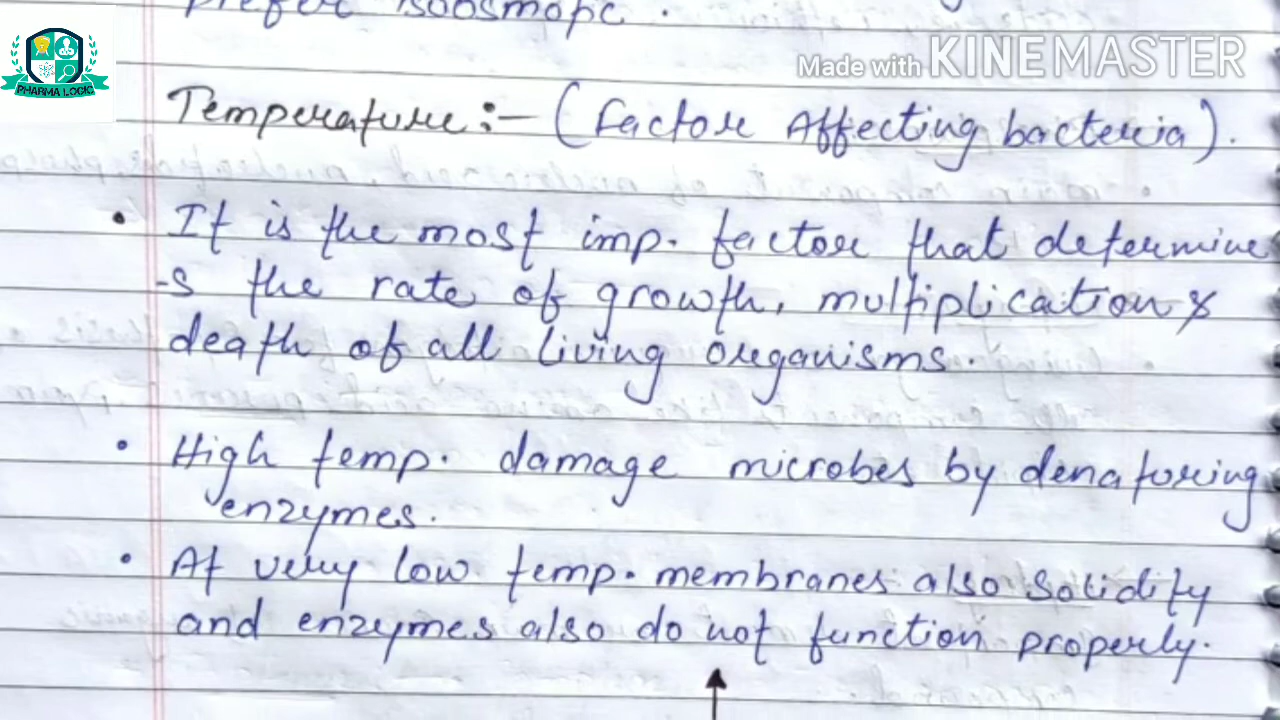 prefer isoosmopc.
Made with KINEMASTER
PHARMA LOGIC
Temperature:- (factor Affecting bacteria).
• It is the most imp. factor that determine
-s the rate of growth, multiplication &
death of all living organisms.
• High temp. damage microbes by denaturing
enzymes.
• At very low temp. membranes also solidify
and enzymes also do not function properly.